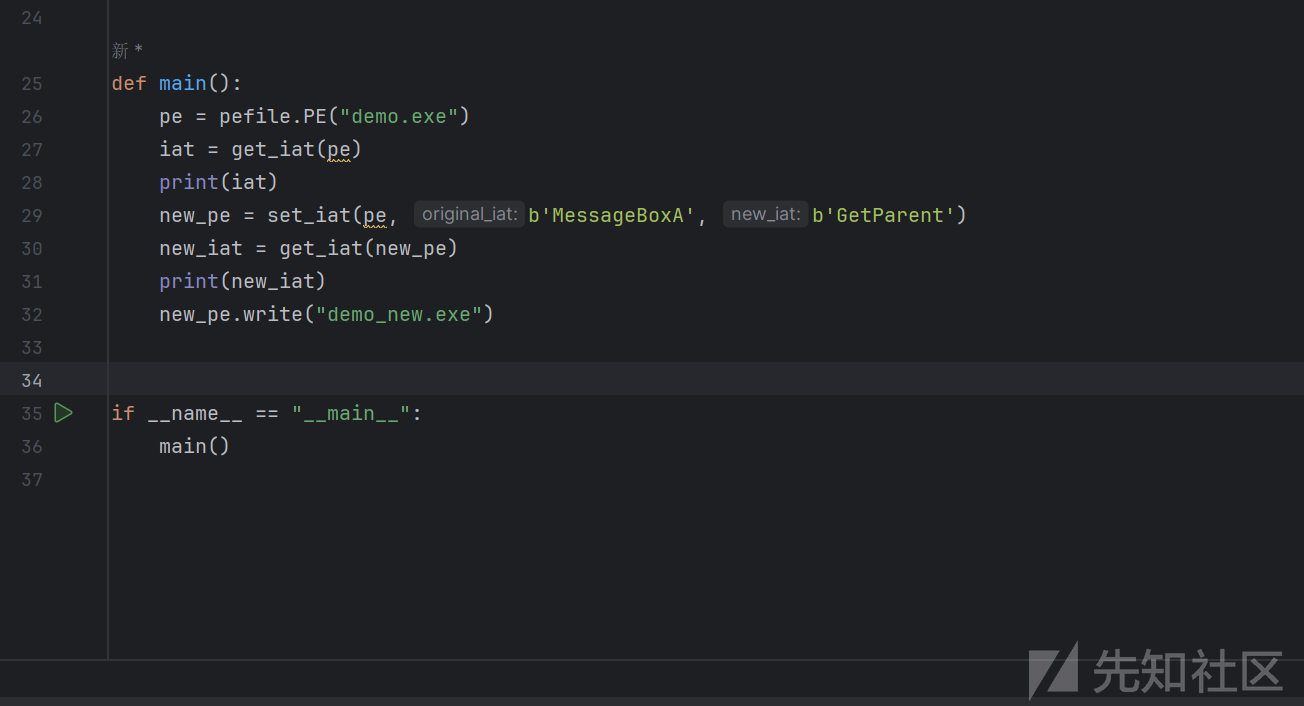 24
新 *
25 def main():
26 pe = pefile.PE("demo.exe")
27 iat = get_iat(pe)
28 print(iat)
29 new_pe = set_iat(pe, original_iat: b'MessageBoxA', new_iat: b'GetParent')
30 new_iat = get_iat(new_pe)
31 print(new_iat)
32 new_pe.write("demo_new.exe")
33
34
35 if __name__ == "__main__":
36 main()
37
先知社区